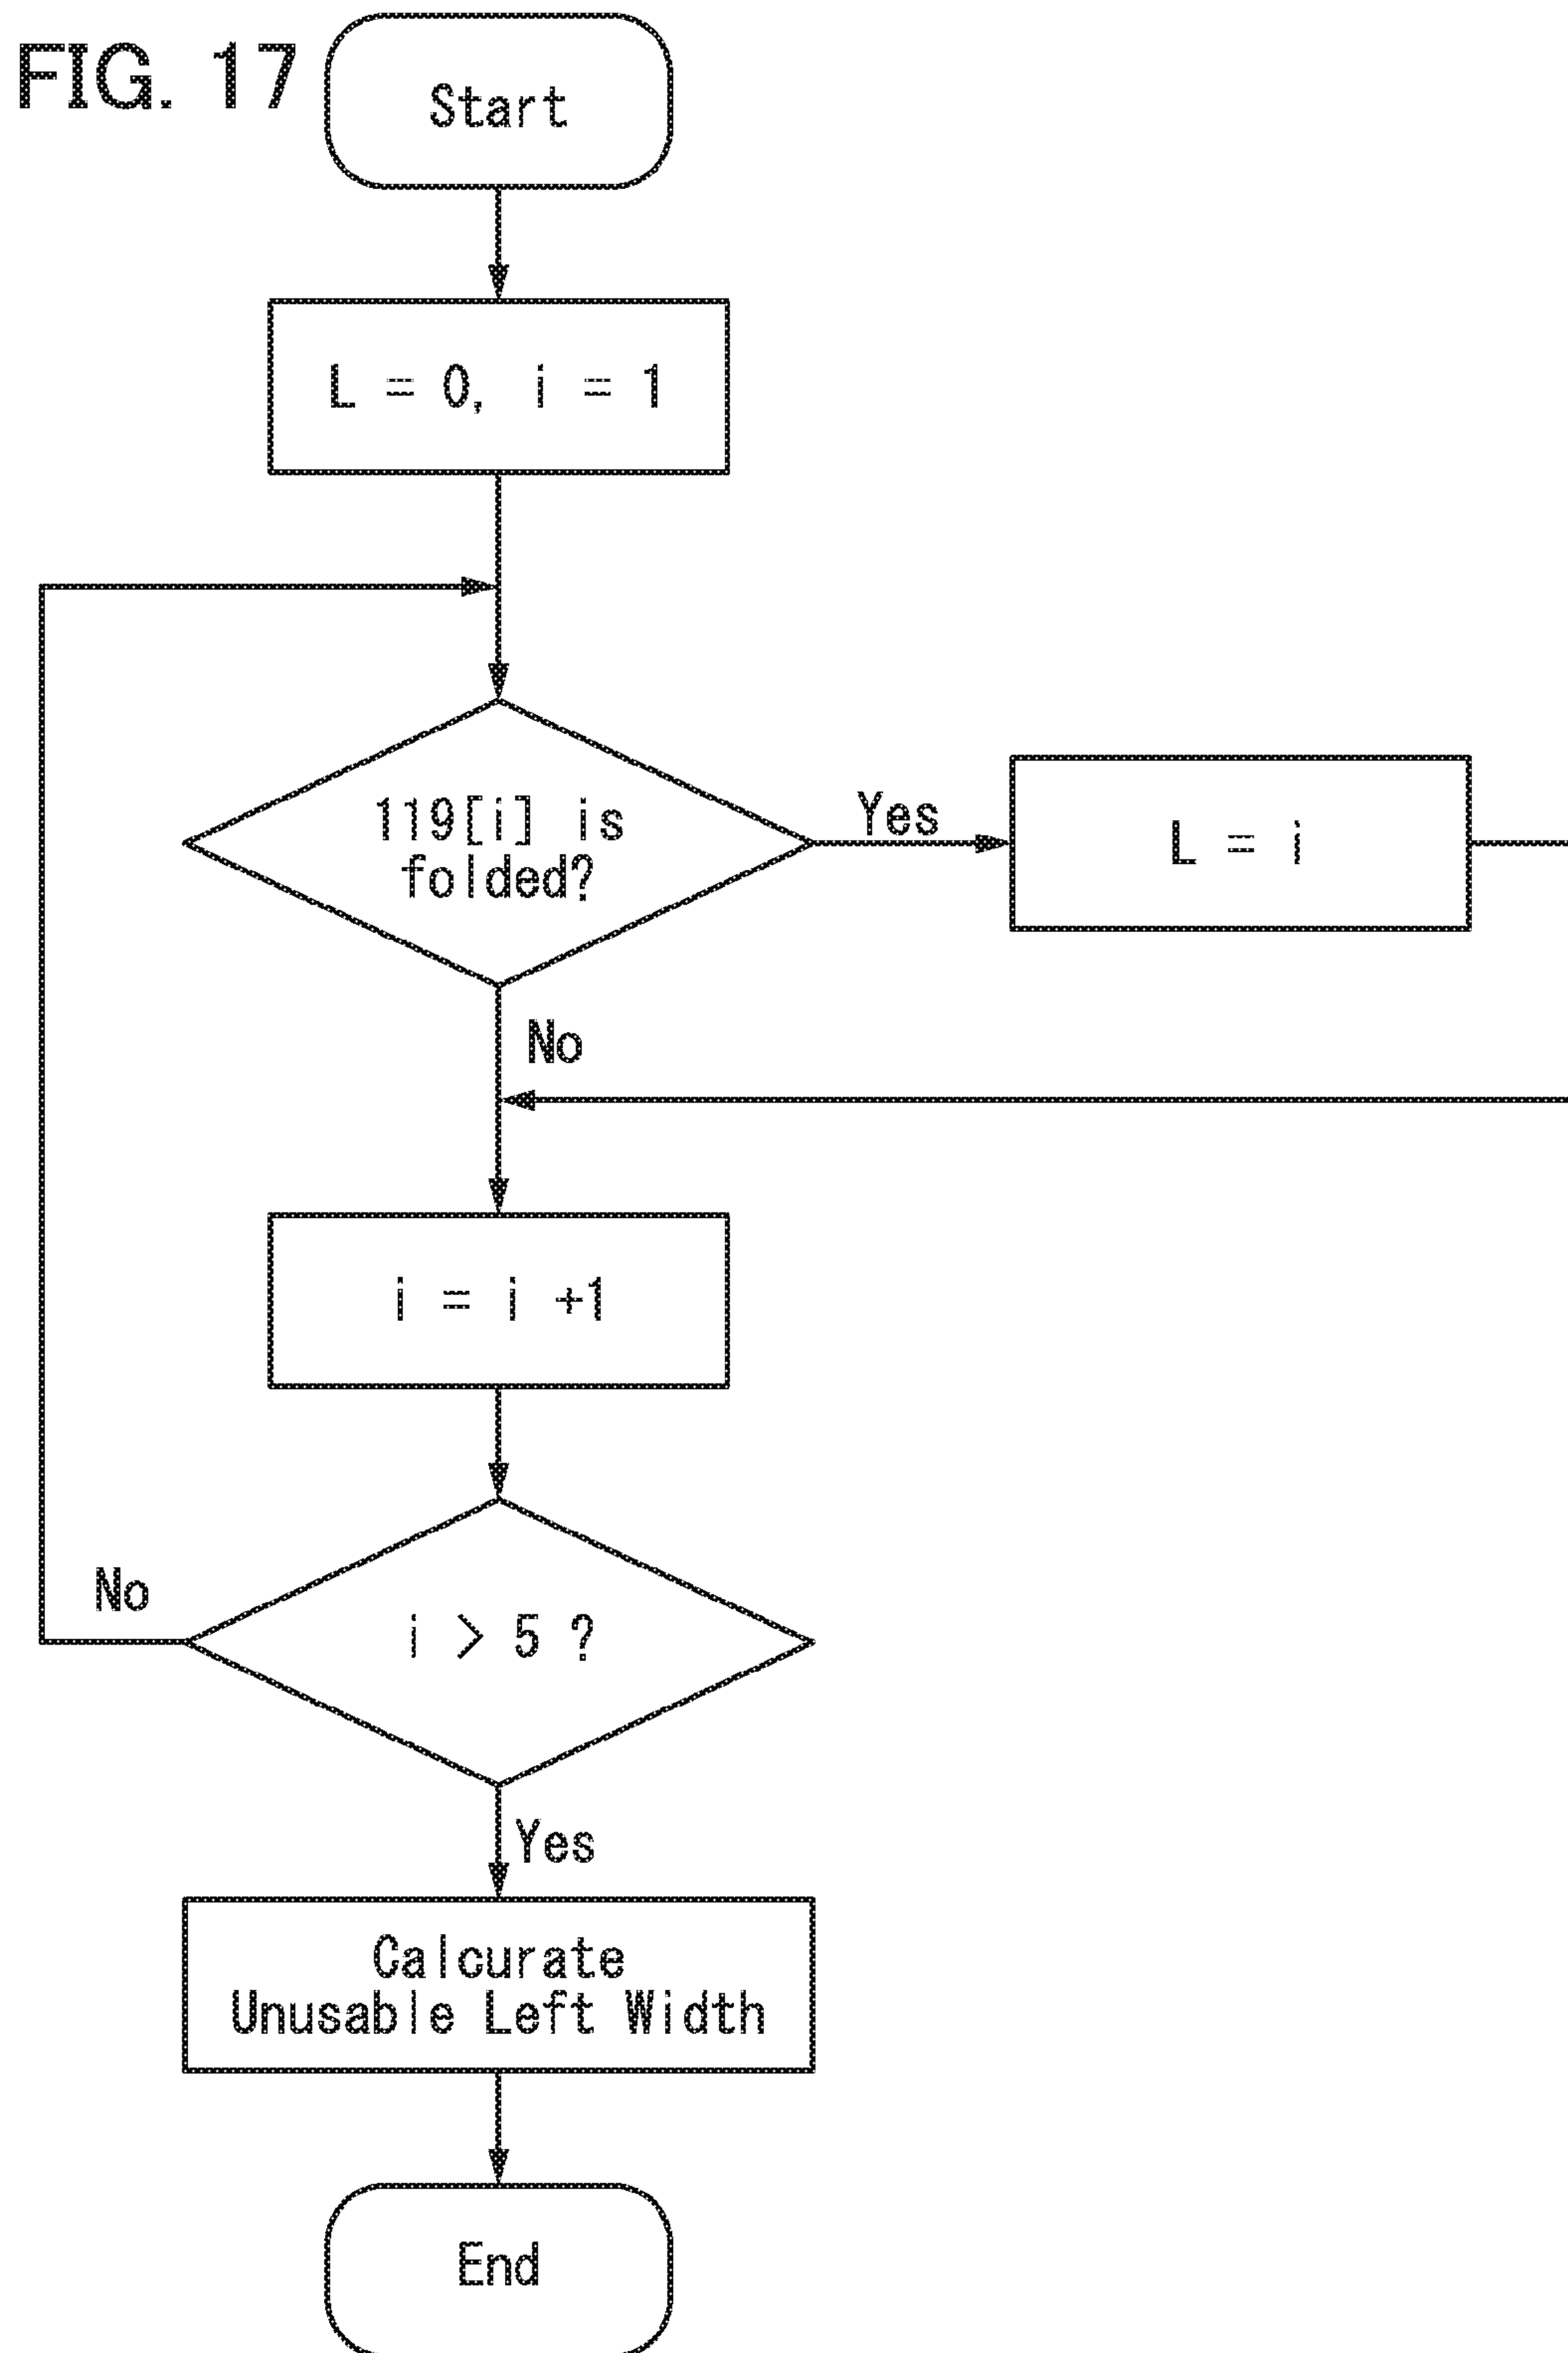 FIG. 17
Start
L = 0, i = 1
119[i] is
folded?
Yes
L = i
No
i = i +1
i > 5 ?
No
Yes
Calcurate
Unusable Left Width
End